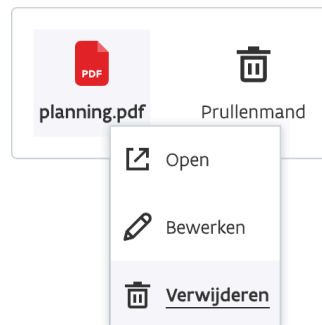 PDF
planning.pdf
Prullenmand
Open
Bewerken
Verwijderen